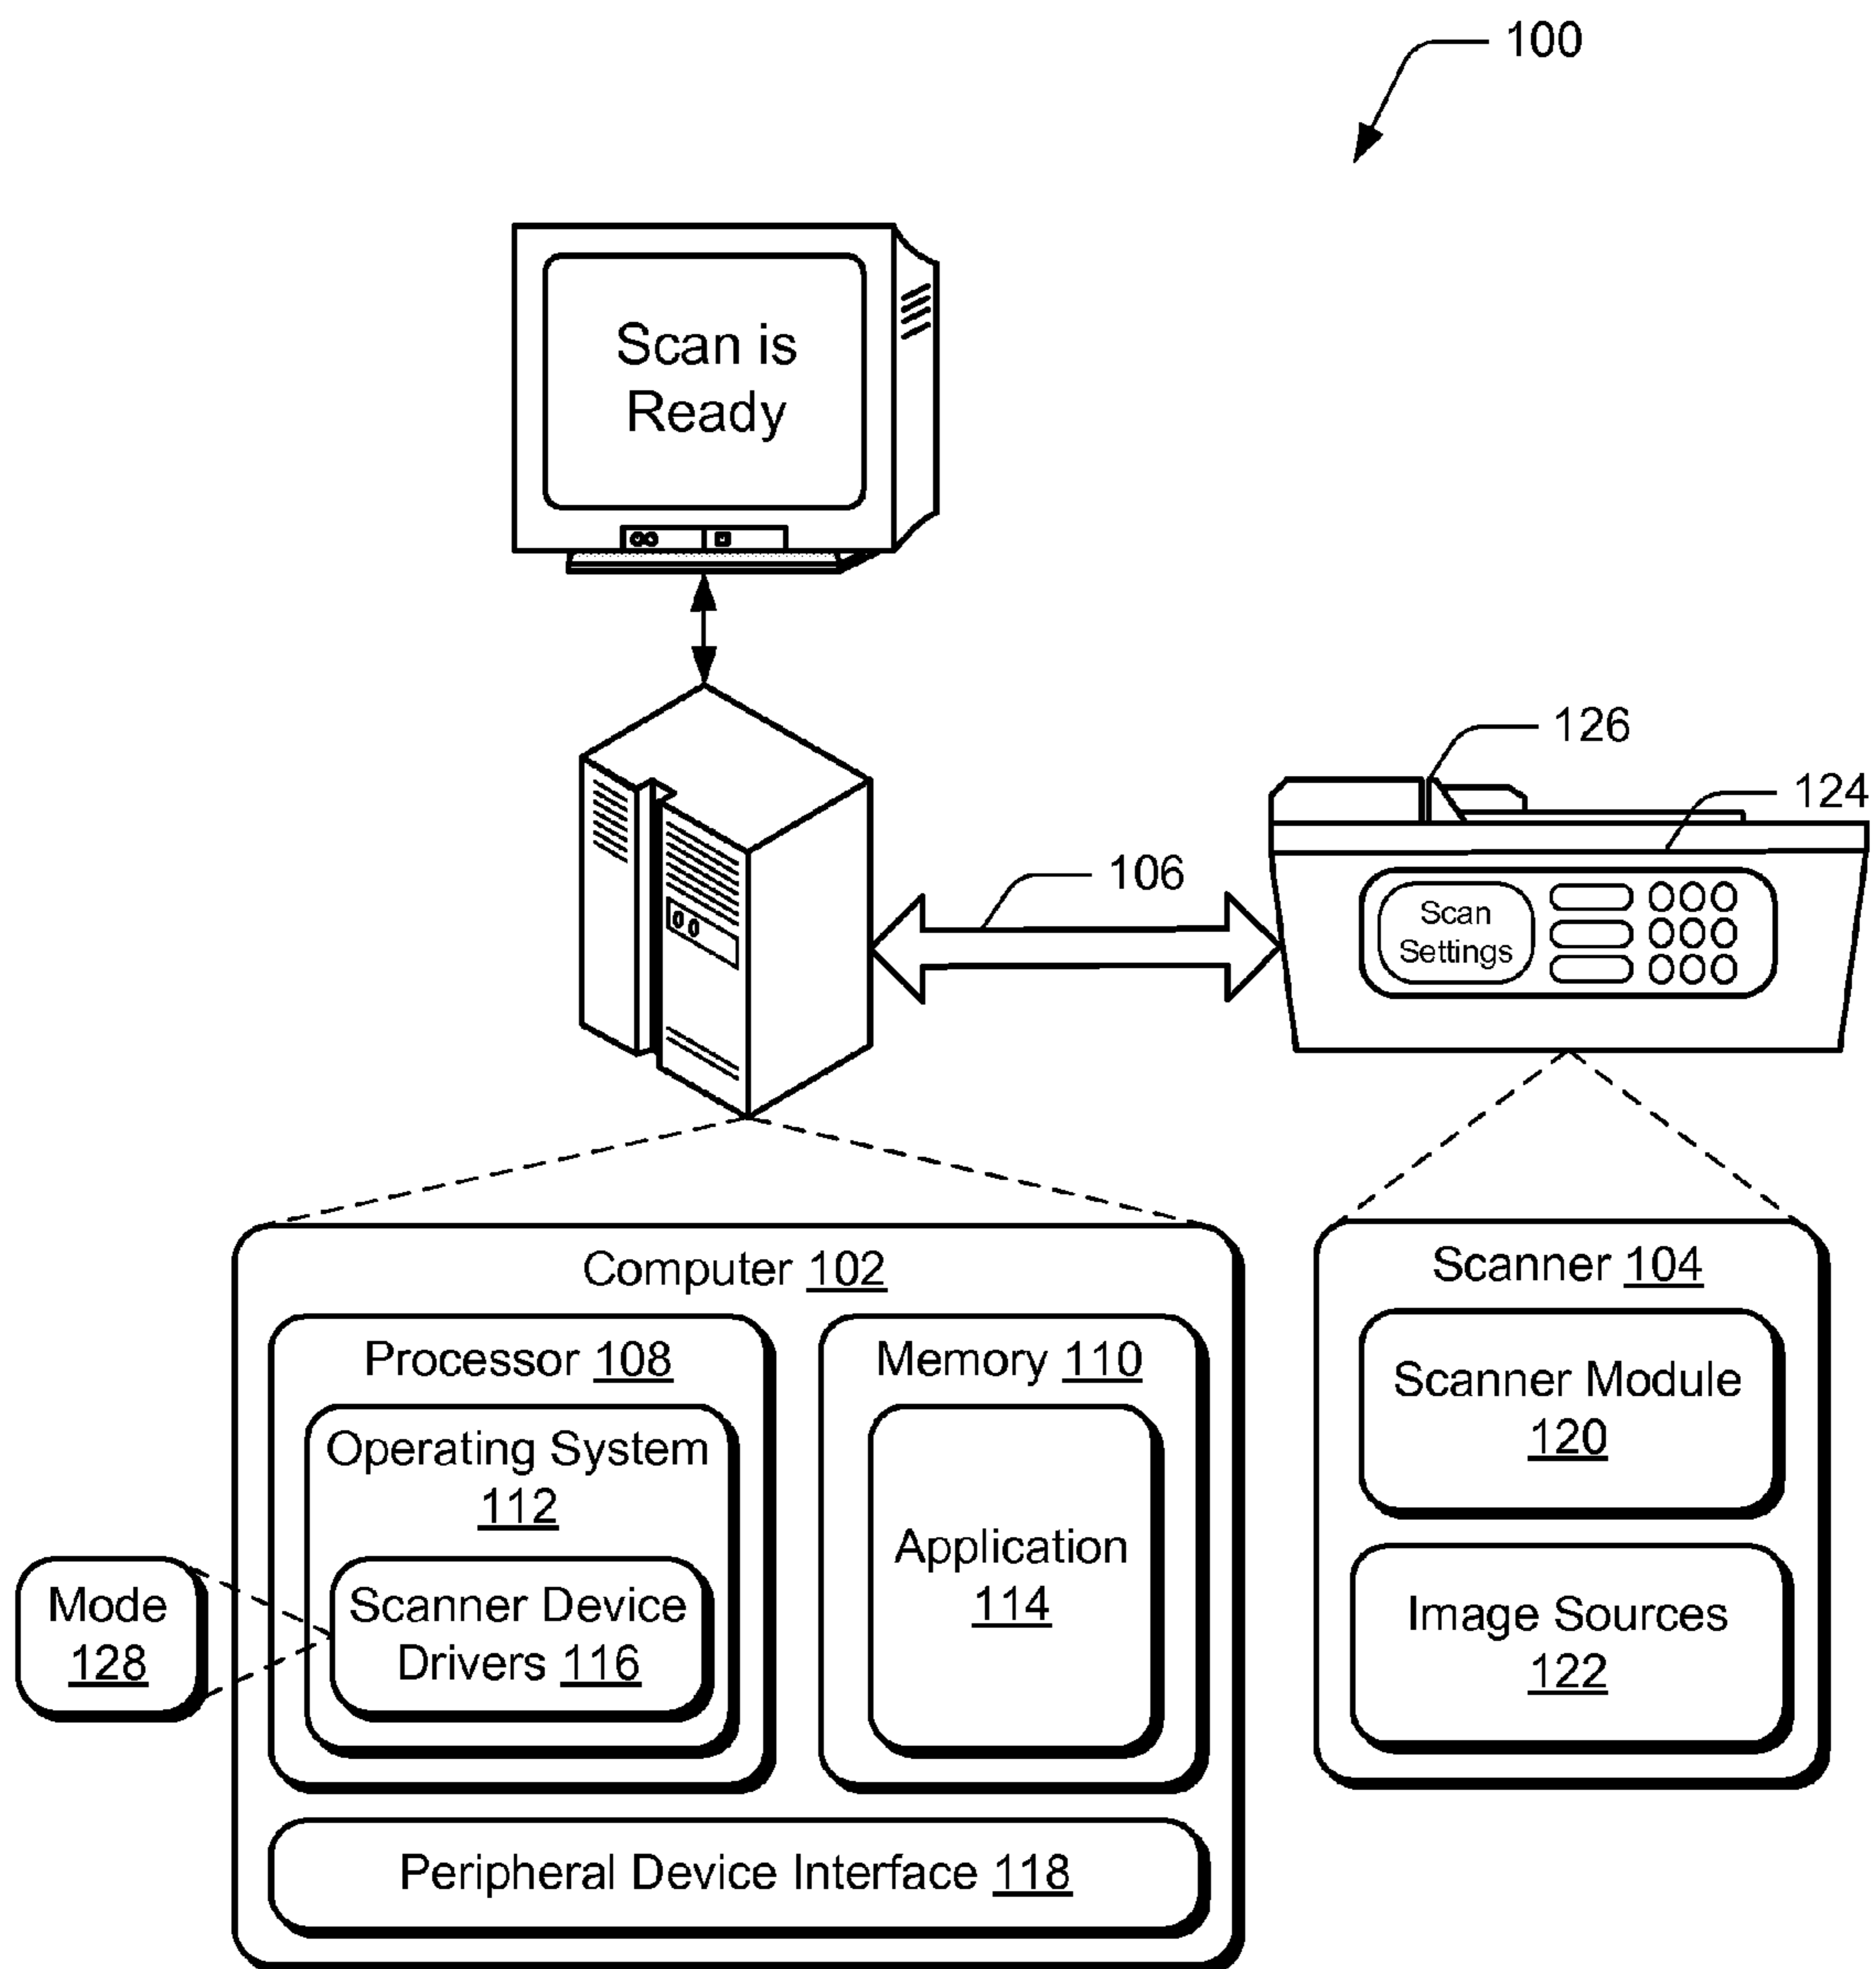 100
Scan is
Ready
126
124
106
Scan
Settings
Computer 102
Processor 108
Operating System
112
Scanner Device
Drivers 116
Mode
128
Memory 110
Application
114
Peripheral Device Interface 118
Scanner 104
Scanner Module
120
Image Sources
122